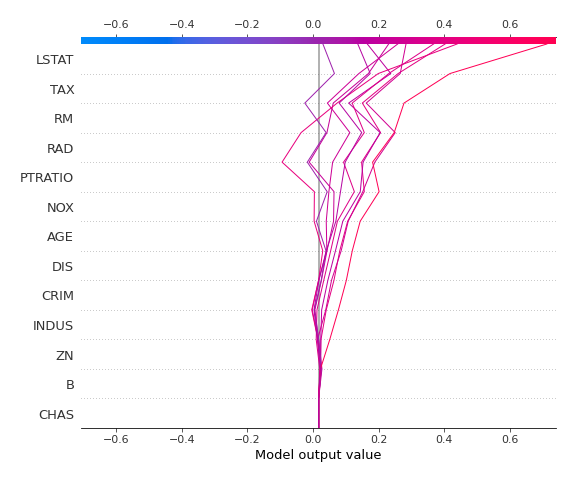 −0.6 −0.4 −0.2 0.0 0.2 0.4 0.6
LSTAT
TAX
RM
RAD
PTRATIO
NOX
AGE
DIS
CRIM
INDUS
ZN
B
CHAS
−0.6 −0.4 −0.2 0.0 0.2 0.4 0.6
Model output value